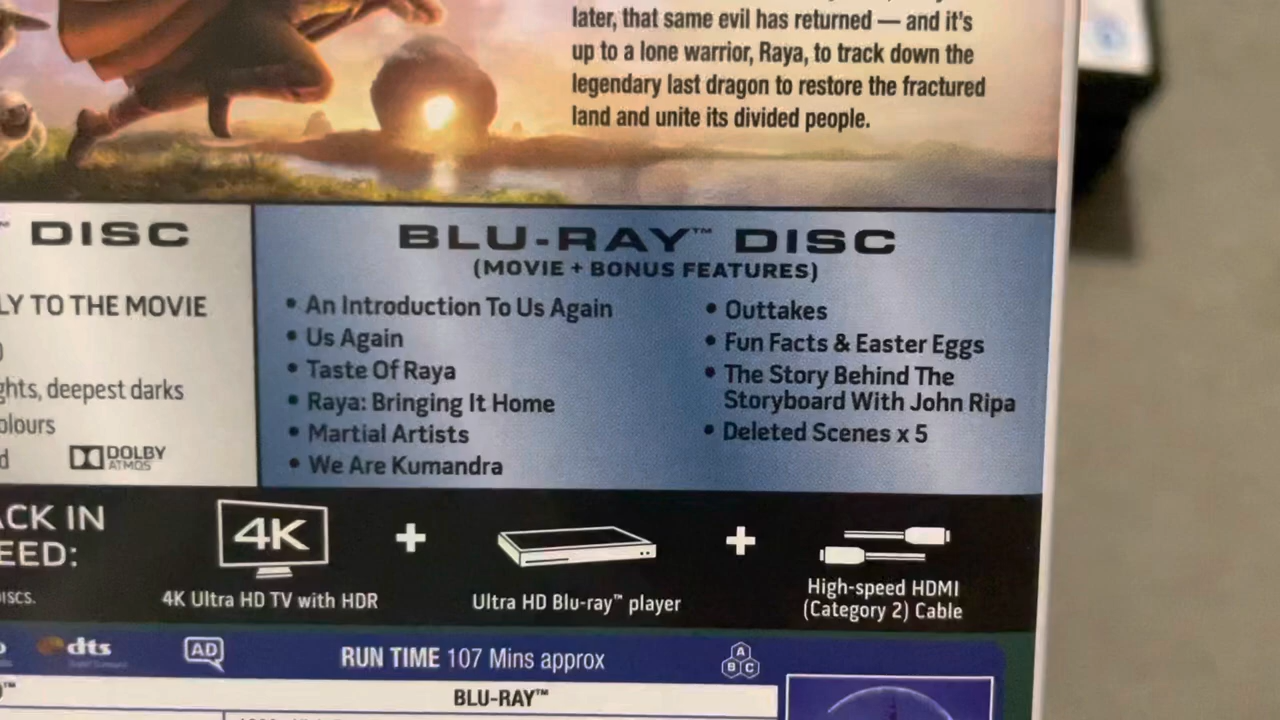 later, that same evil has returned — and it's
up to a lone warrior, Raya, to track down the
legendary last dragon to restore the fractured
land and unite its divided people.
DISC
LY TO THE MOVIE
ghts, deepest darks
olours
d
DOLBY
ATMOS
BLU-RAY™ DISC
(MOVIE + BONUS FEATURES)
• An Introduction To Us Again
• Us Again
• Taste Of Raya
• Raya: Bringing It Home
• Martial Artists
• We Are Kumandra
• Outtakes
• Fun Facts & Easter Eggs
• The Story Behind The
Storyboard With John Ripa
• Deleted Scenes x 5
ACK IN
EED:
DISCS.
4K
+
+
4K Ultra HD TV with HDR
Ultra HD Blu-ray™ player
High-speed HDMI
(Category 2) Cable
dts
AD
RUN TIME 107 Mins approx
A
B C
BLU-RAY™